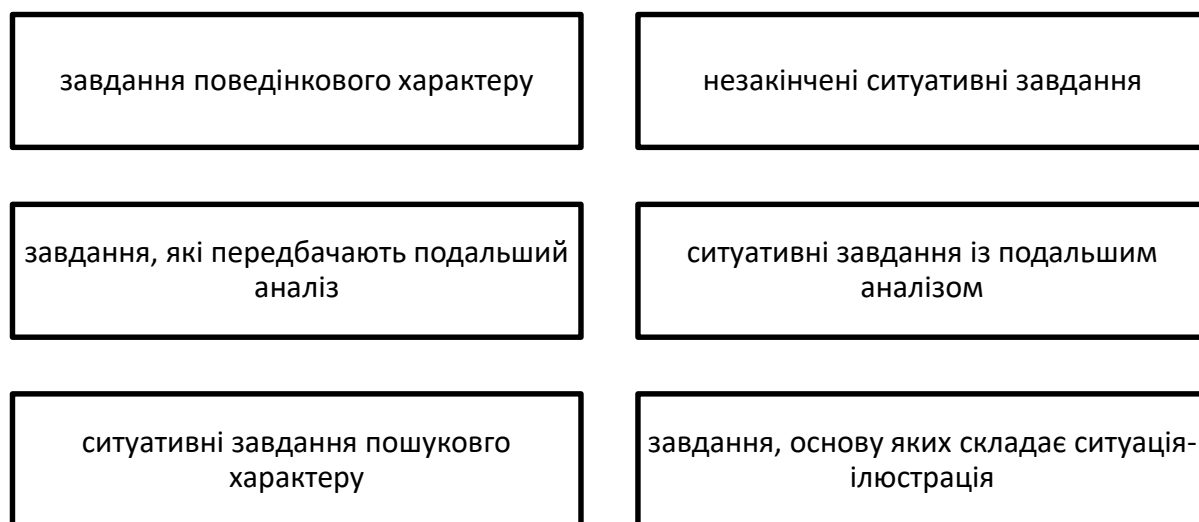 завдання поведінкового характеру
незакінчені ситуативні завдання
завдання, які передбачають подальший
аналіз
ситуативні завдання із подальшим
аналізом
ситуативні завдання пошуковго
характеру
завдання, основу яких складає ситуація-
ілюстрація